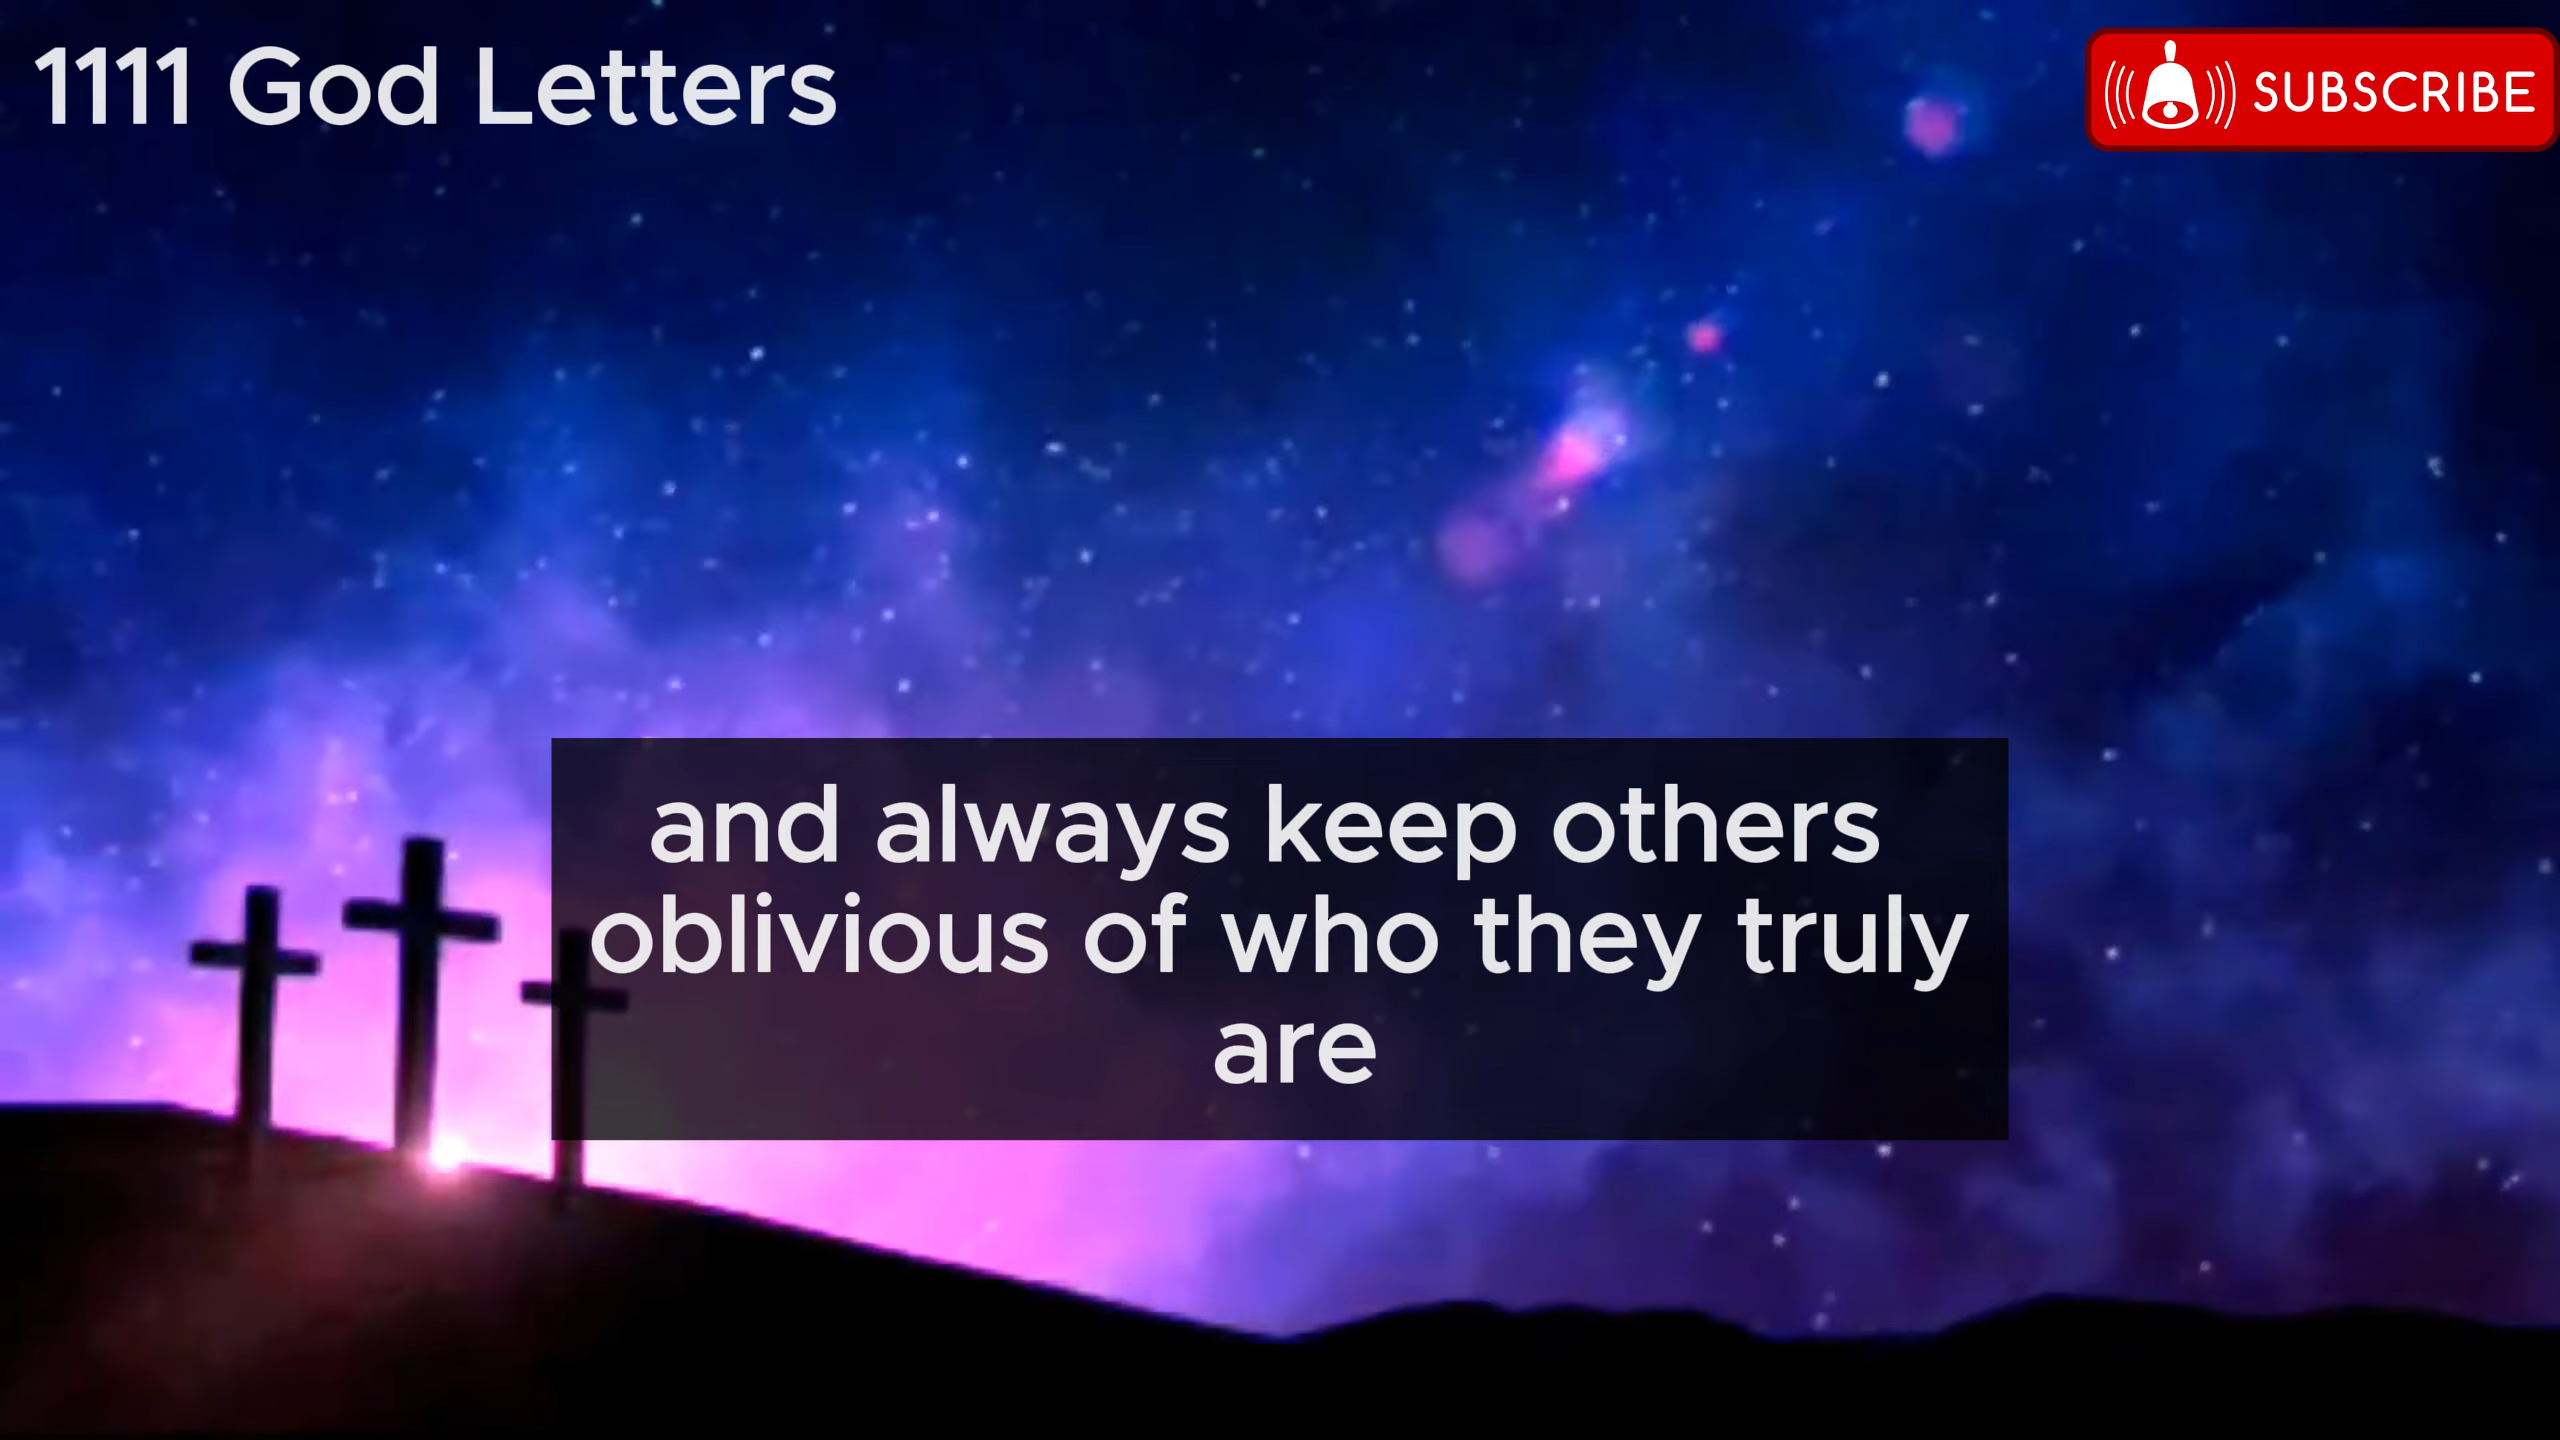 1111 God Letters
SUBSCRIBE
and always keep others
oblivious of who they truly
are